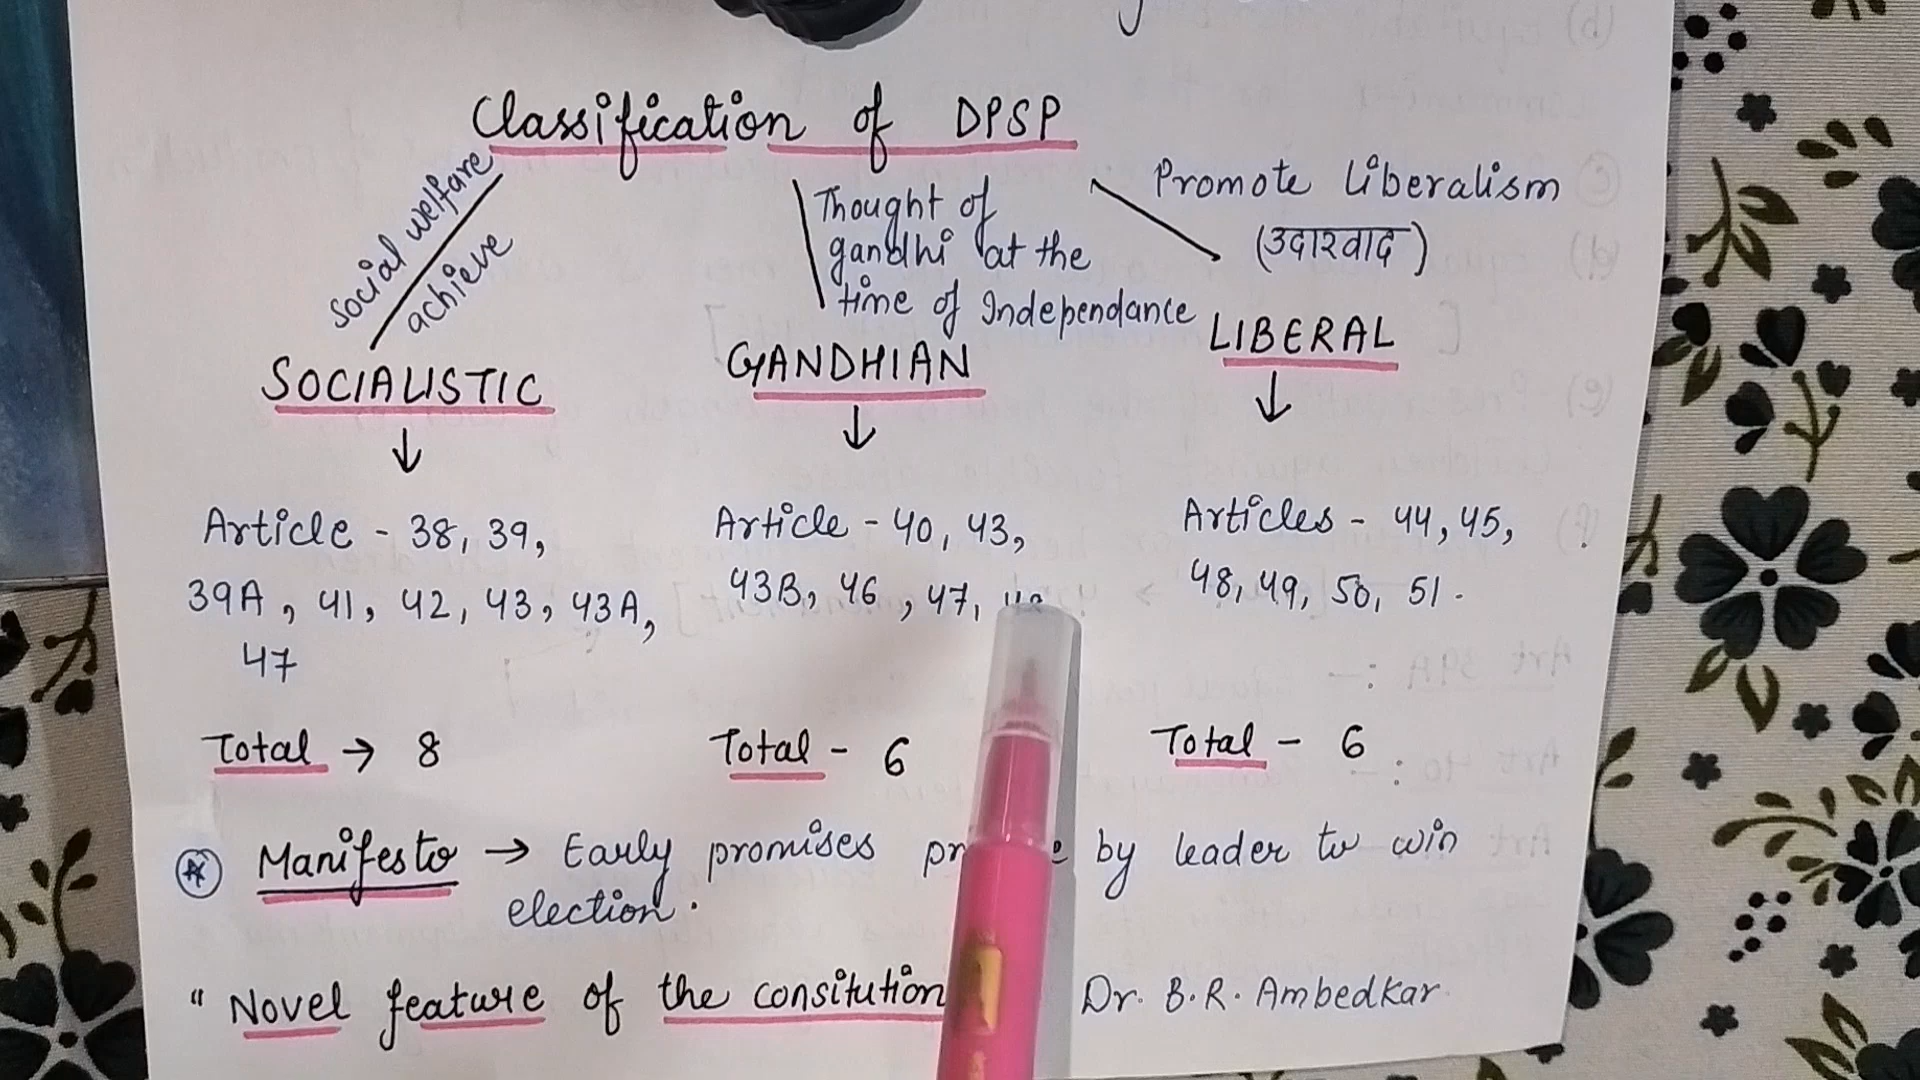 Classification of DPSP
Social welfare
achieve
Thought of
gandhi at the
time of Independance
Promote Liberalism
(उदारवाद)
SOCIALISTIC
GANDHIAN
LIBERAL
Article - 38, 39,
39A, 41, 42, 43, 43A,
47
Article - 40, 43,
43B, 46, 47,
Articles - 44, 45,
48, 49, 50, 51.
Total → 8
Total - 6
Total - 6
Manifesto → Early promises by leader to win
election.
" Novel feature of the consitution Dr. B.R. Ambedkar